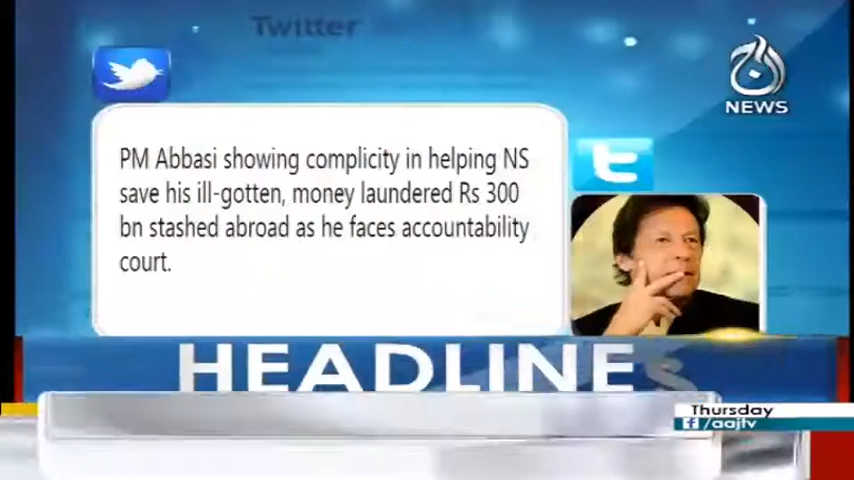 Twitter
آج
NEWS
PM Abbasi showing complicity in helping NS
save his ill-gotten, money laundered Rs 300
bn stashed abroad as he faces accountability
court.
HEADLINES
Thursday
f/aajtv